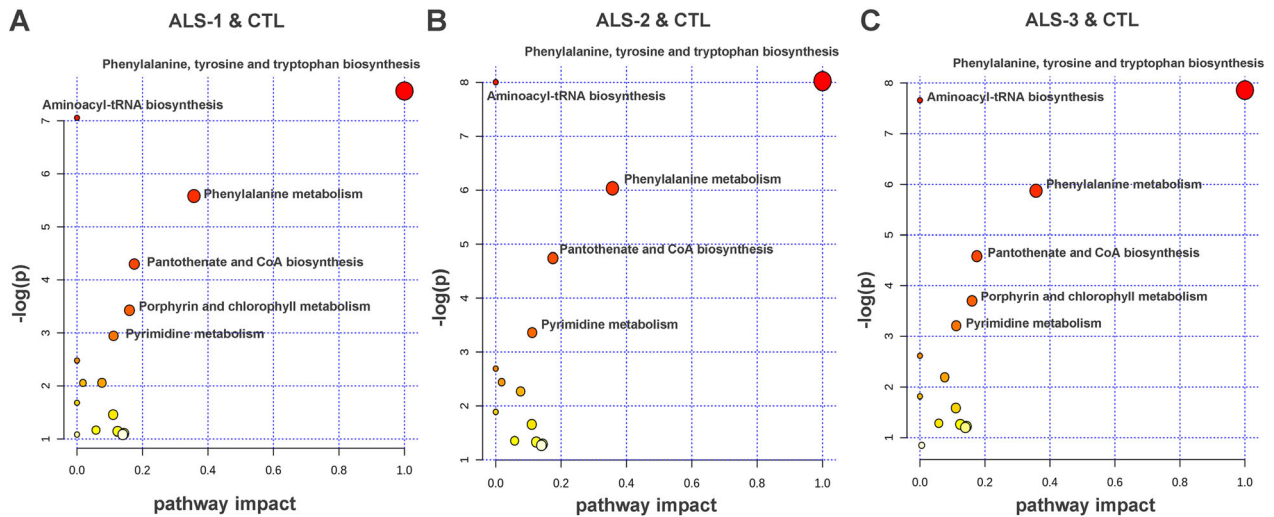 A
ALS-1 & CTL
Phenylalanine, tyrosine and tryptophan biosynthesis
Aminoacyl-tRNA biosynthesis
Phenylalanine metabolism
Pantothenate and CoA biosynthesis
Porphyrin and chlorophyll metabolism
Pyrimidine metabolism
-log(p)
7
6
5
4
3
2
1
0.0 0.2 0.4 0.6 0.8 1.0
pathway impact
B
ALS-2 & CTL
Phenylalanine, tyrosine and tryptophan biosynthesis
Aminoacyl-tRNA biosynthesis
Phenylalanine metabolism
Pantothenate and CoA biosynthesis
Pyrimidine metabolism
-log(p)
8
7
6
5
4
3
2
1
0.0 0.2 0.4 0.6 0.8 1.0
pathway impact
C
ALS-3 & CTL
Phenylalanine, tyrosine and tryptophan biosynthesis
Aminoacyl-tRNA biosynthesis
Phenylalanine metabolism
Pantothenate and CoA biosynthesis
Porphyrin and chlorophyll metabolism
Pyrimidine metabolism
-log(p)
8
7
6
5
4
3
2
1
0.0 0.2 0.4 0.6 0.8 1.0
pathway impact